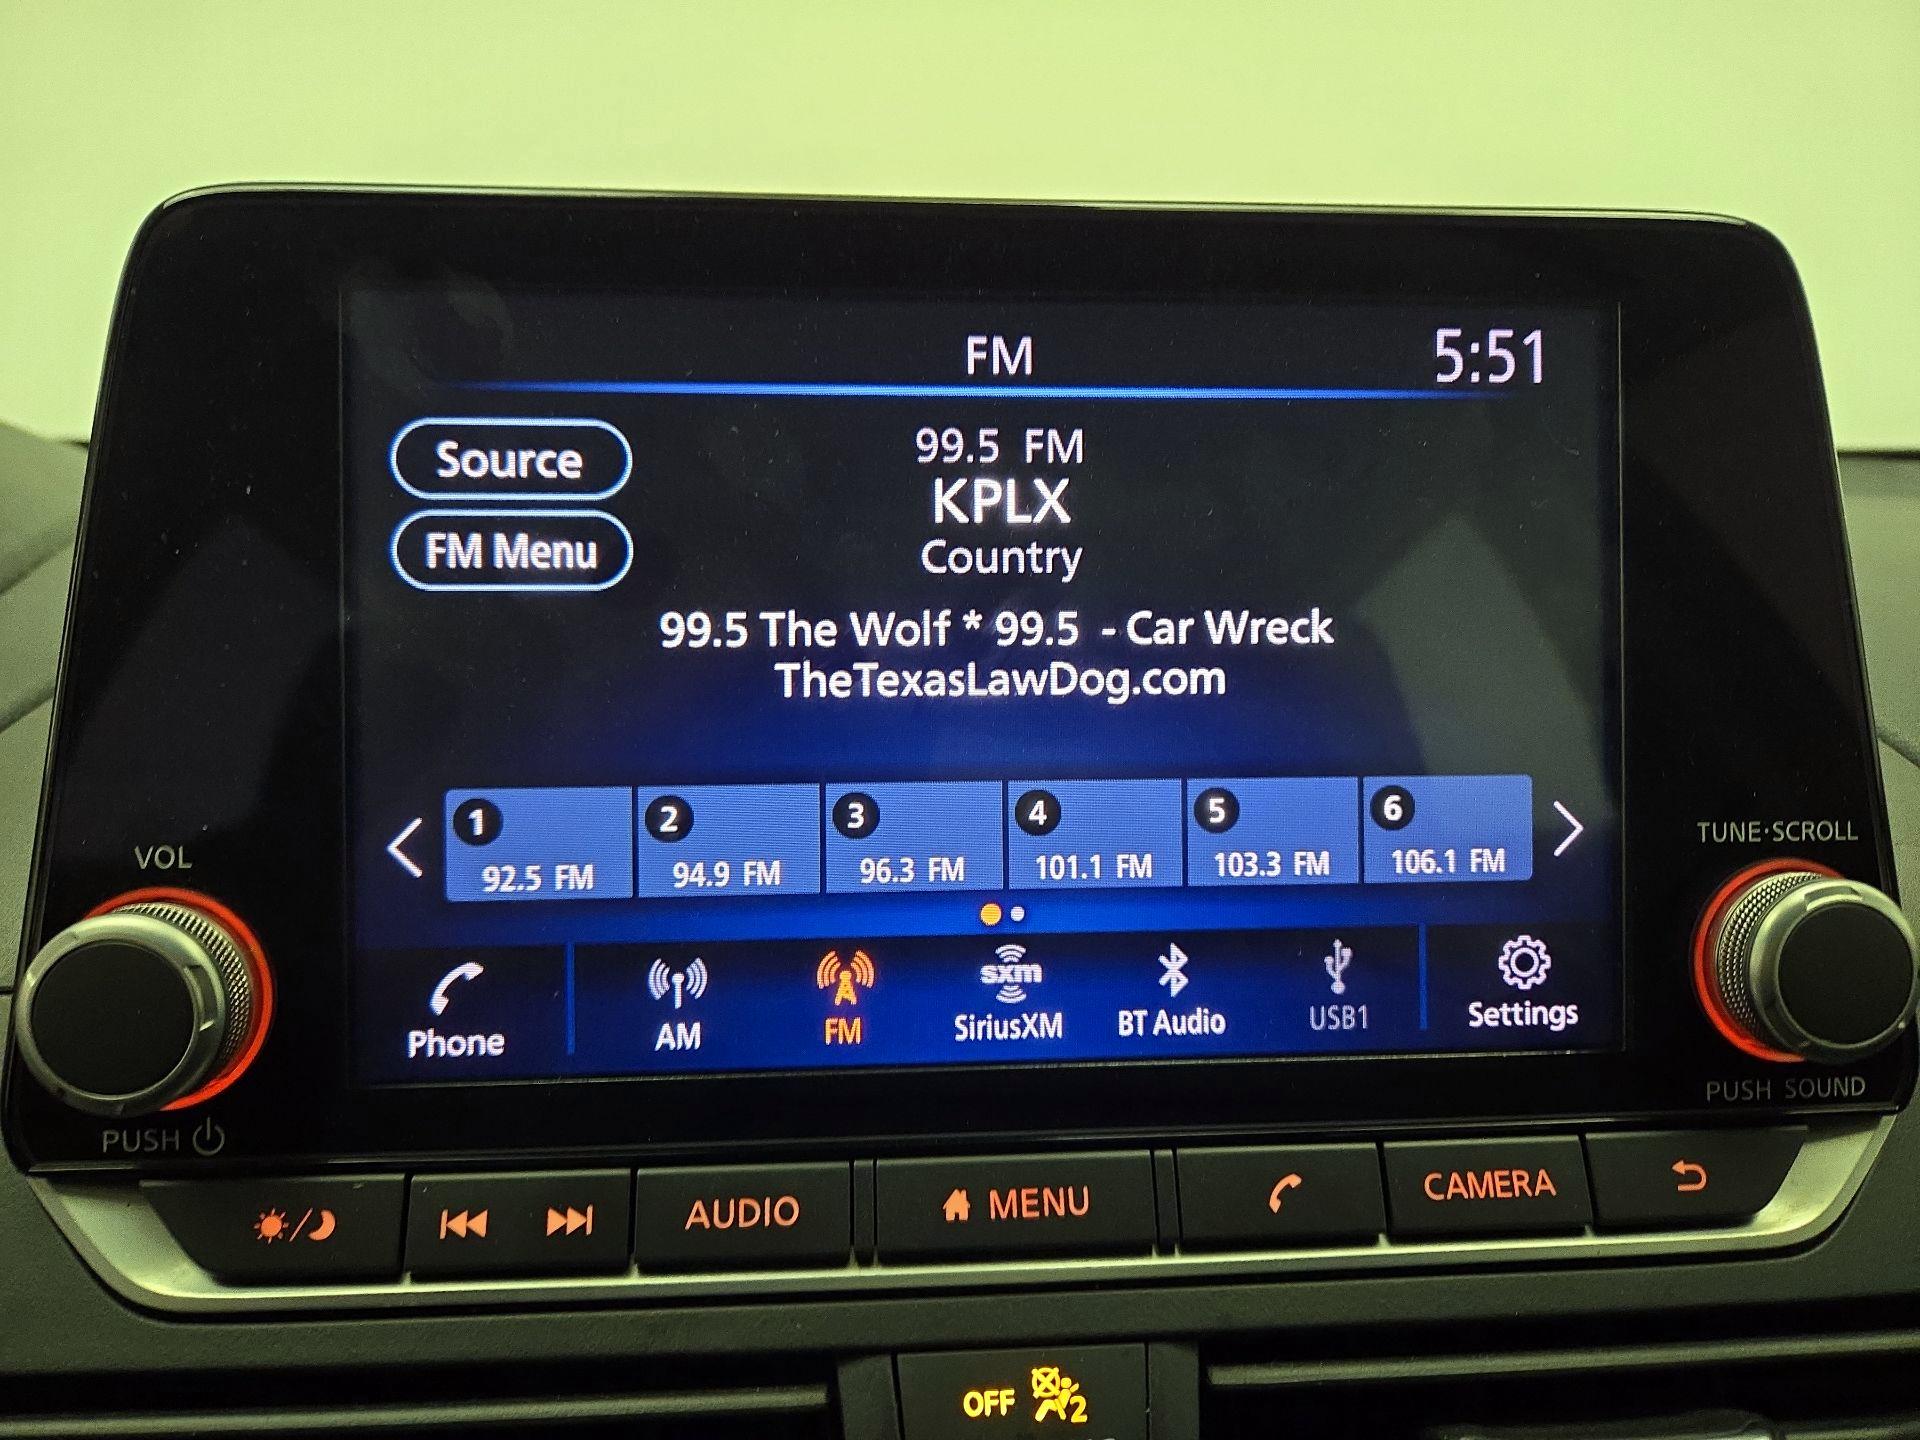 FM
5:51
Source
99.5 FM
KPLX
FM Menu
Country
99.5 The Wolf * 99.5 - Car Wreck
TheTexasLawDog.com
1 92.5 FM
2 94.9 FM
3 96.3 FM
4 101.1 FM
5 103.3 FM
6 106.1 FM
VOL
TUNE·SCROLL
Phone
AM
FM
sxm
SiriusXM
BT Audio
USB1
Settings
PUSH
PUSH SOUND
AUDIO
MENU
CAMERA
OFF 2